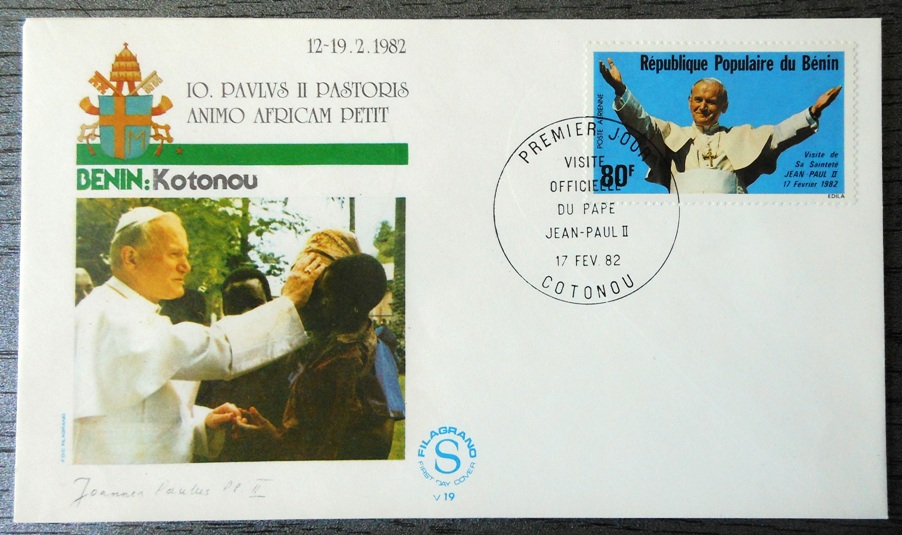 12-19.2.1982
IO. PAVLVS II PASTORIS
ANIMO AFRICAM PETIT
BENIN: Kotonou
République Populaire du Bénin
POSTE AÉRIENNE
80F
Visite de
Sa Sainteté
JEAN-PAUL II
17 Février 1982
EDILA
PREMIER JOUR
VISITE
OFFICIELLE
DU PAPE
JEAN-PAUL II
17 FEV. 82
COTONOU
FILAGRANO
S
FIRST DAY COVER
V 19
Joannes Paulus PP. II